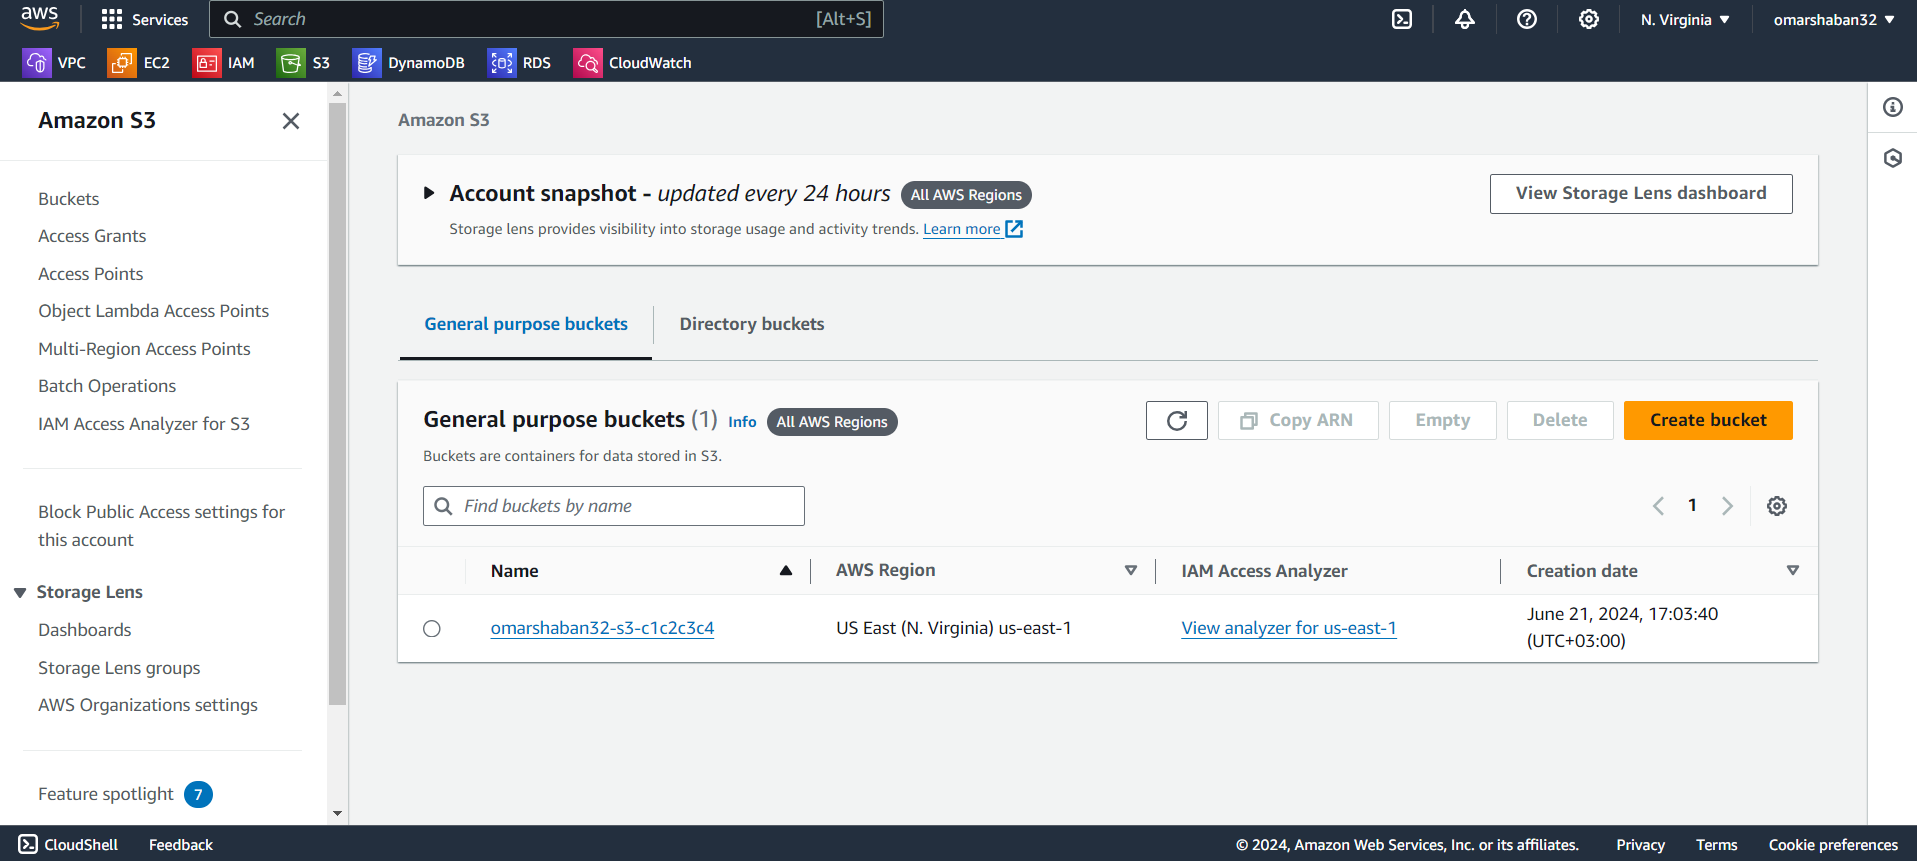 aws
Services
Search
[Alt+S]
N. Virginia
omarshaban32
VPC
EC2
IAM
S3
DynamoDB
RDS
CloudWatch
Amazon S3
Buckets
Access Grants
Access Points
Object Lambda Access Points
Multi-Region Access Points
Batch Operations
IAM Access Analyzer for S3
Block Public Access settings for
this account
Storage Lens
Dashboards
Storage Lens groups
AWS Organizations settings
Feature spotlight 7
Amazon S3
Account snapshot - updated every 24 hours All AWS Regions
Storage lens provides visibility into storage usage and activity trends. Learn more
View Storage Lens dashboard
General purpose buckets
Directory buckets
General purpose buckets (1) Info All AWS Regions
Buckets are containers for data stored in S3.
Copy ARN
Empty
Delete
Create bucket
Find buckets by name
1
Name
AWS Region
IAM Access Analyzer
Creation date
omarshaban32-s3-c1c2c3c4
US East (N. Virginia) us-east-1
View analyzer for us-east-1
June 21, 2024, 17:03:40
(UTC+03:00)
CloudShell
Feedback
© 2024, Amazon Web Services, Inc. or its affiliates.
Privacy
Terms
Cookie preferences